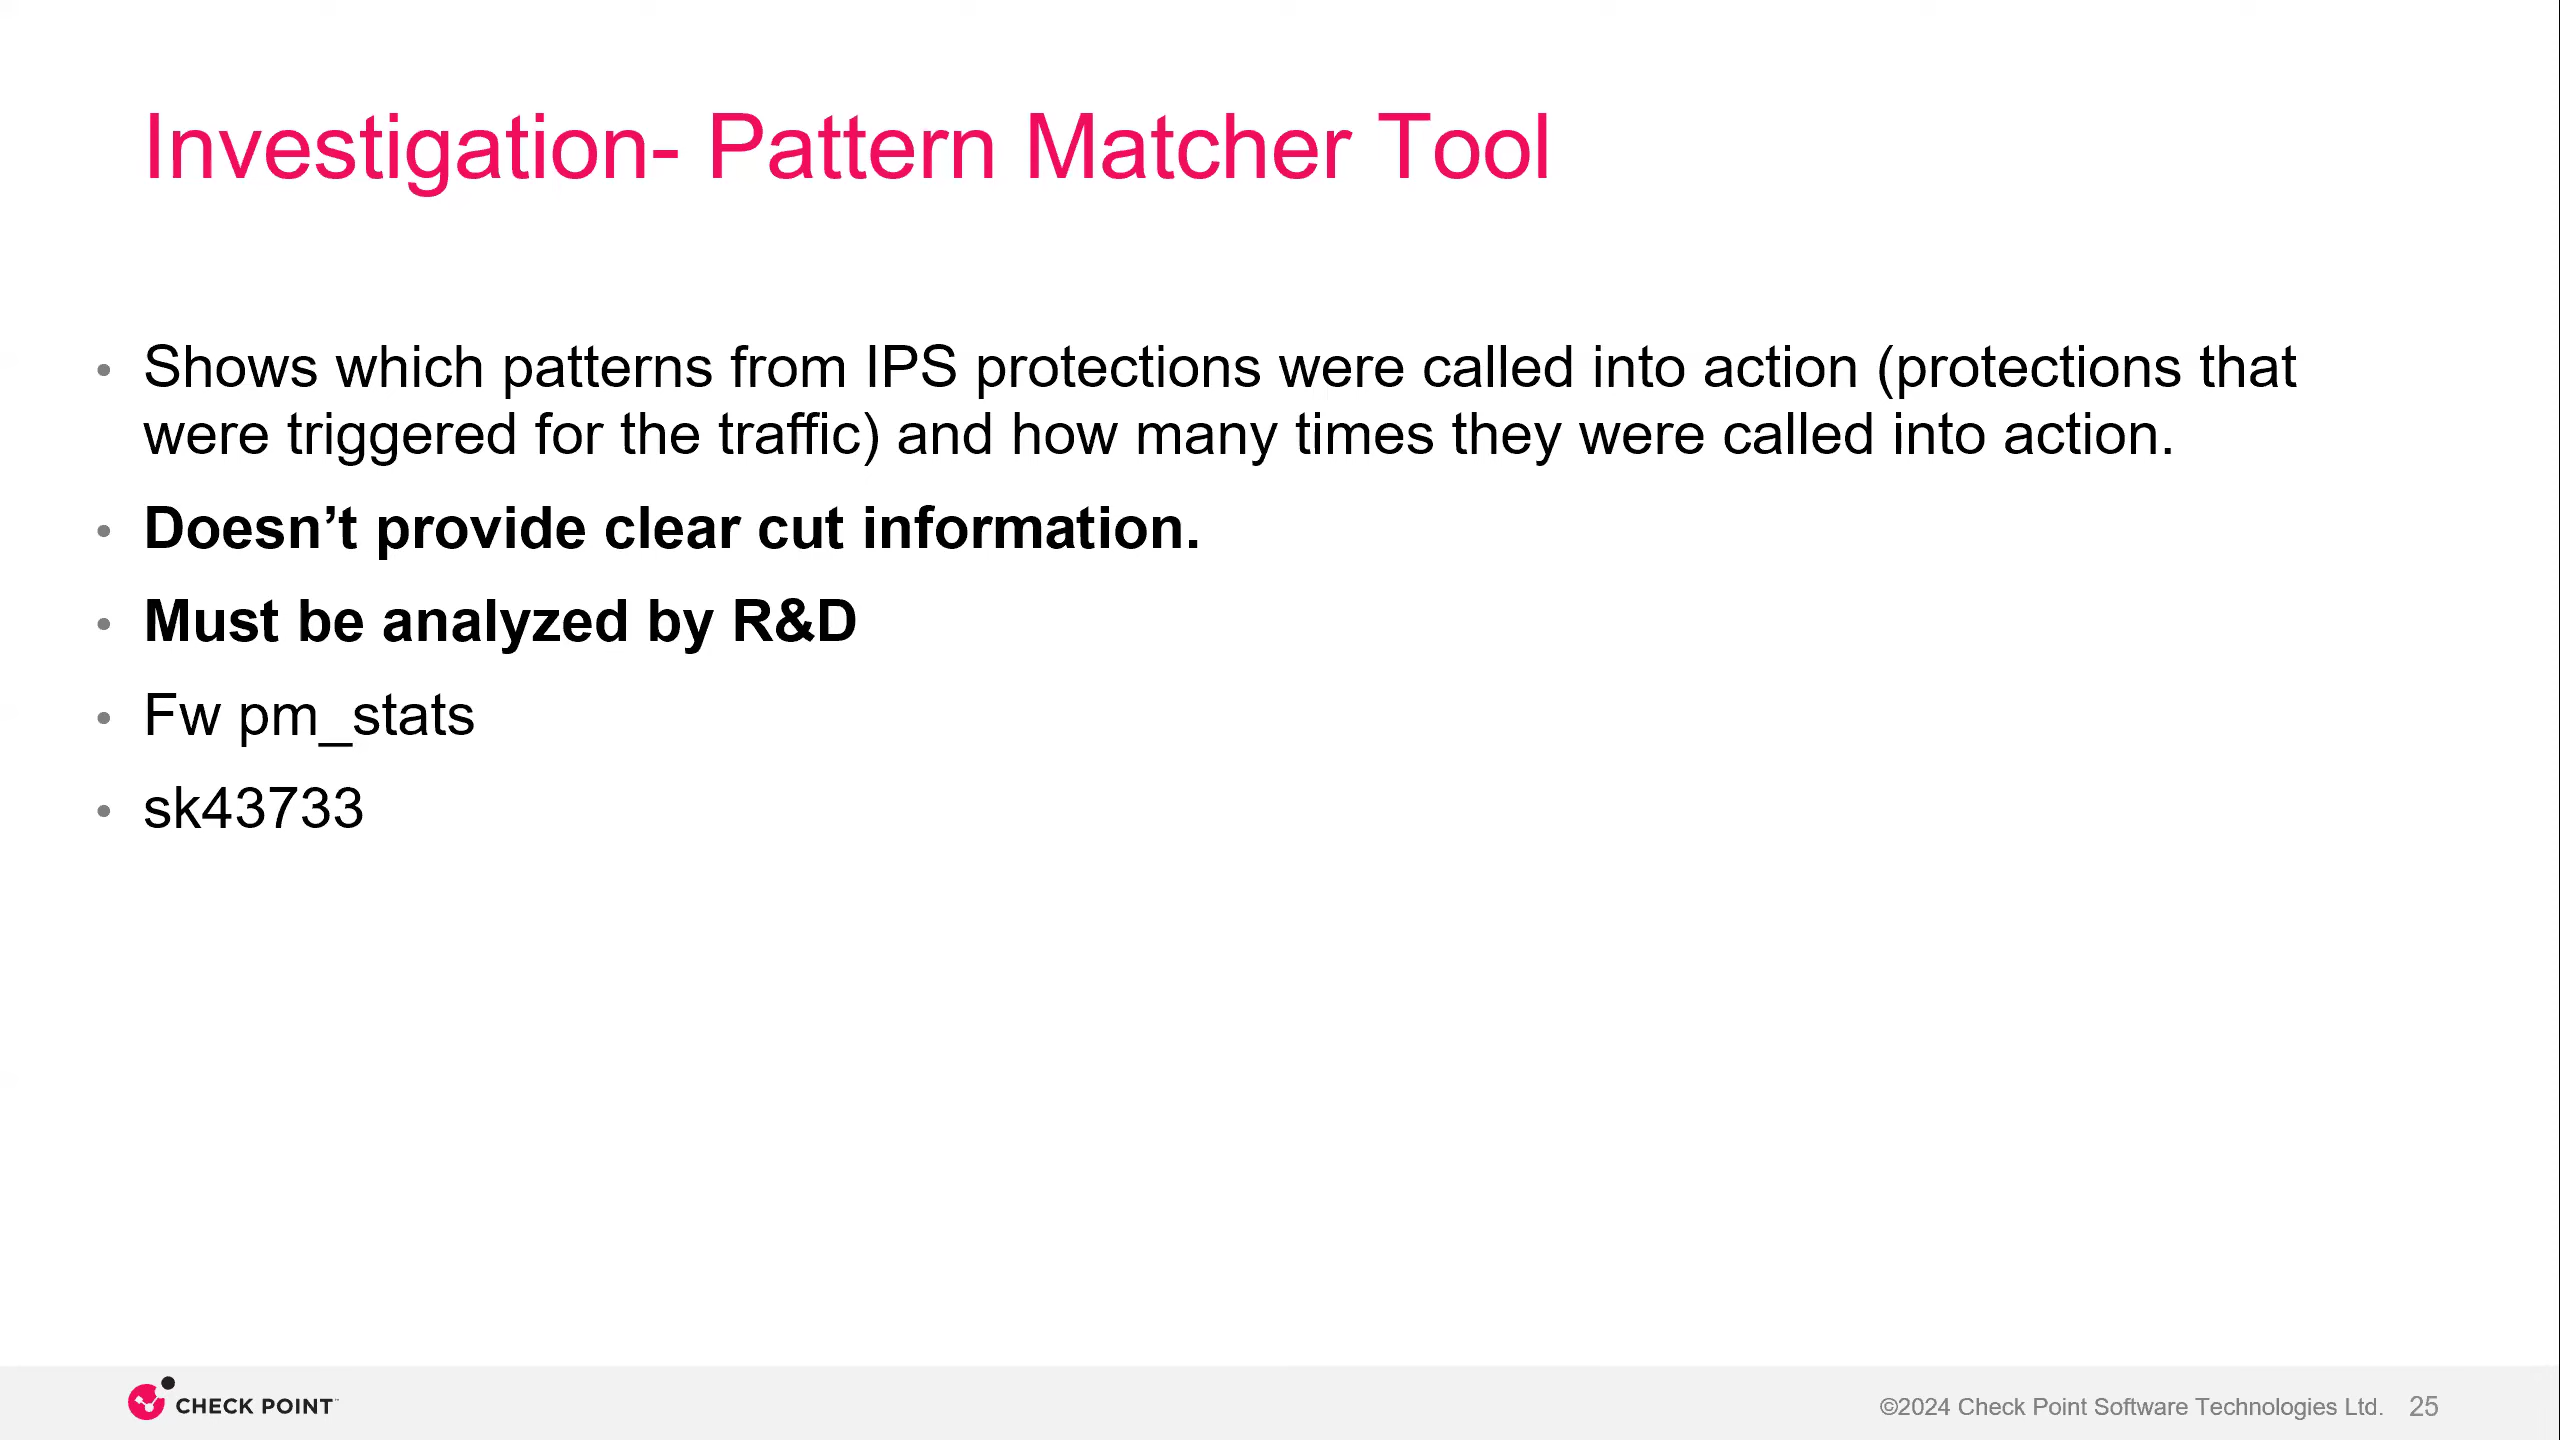 Investigation- Pattern Matcher Tool
• Shows which patterns from IPS protections were called into action (protections that
were triggered for the traffic) and how many times they were called into action.
• Doesn’t provide clear cut information.
• Must be analyzed by R&D
• Fw pm_stats
• sk43733
CHECK POINT™
©2024 Check Point Software Technologies Ltd. 25